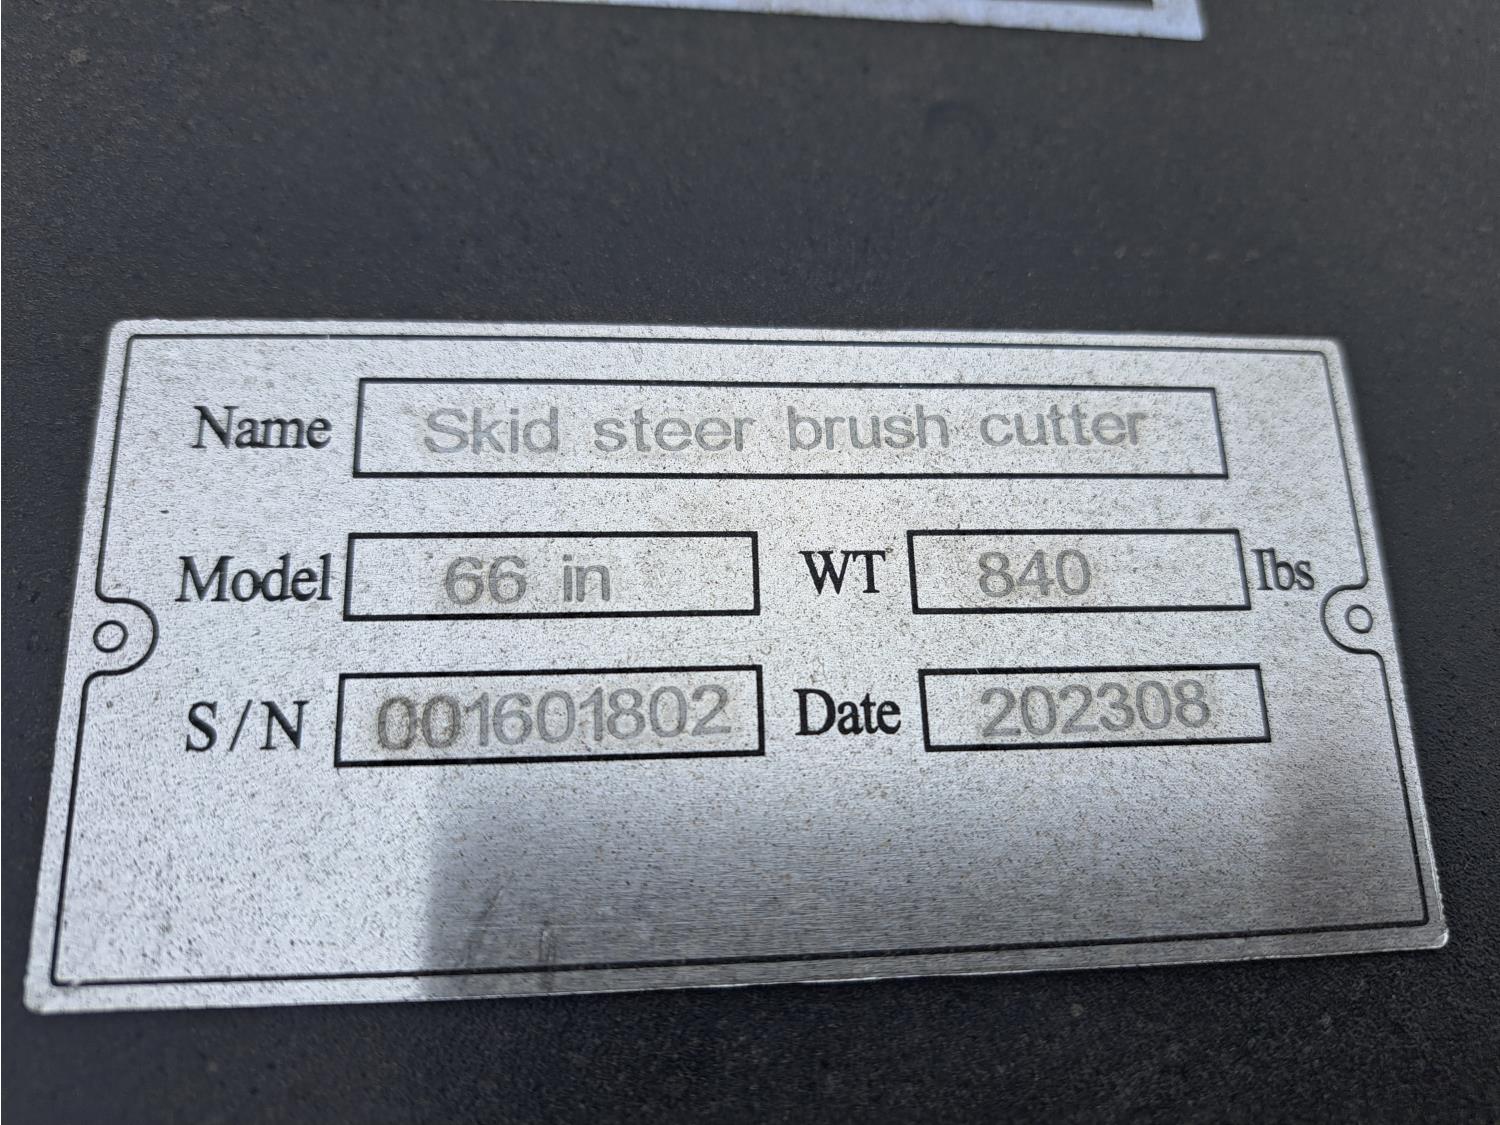 Name Skid steer brush cutter
Model 66 in WT 840 lbs
S/N 001601802 Date 202308